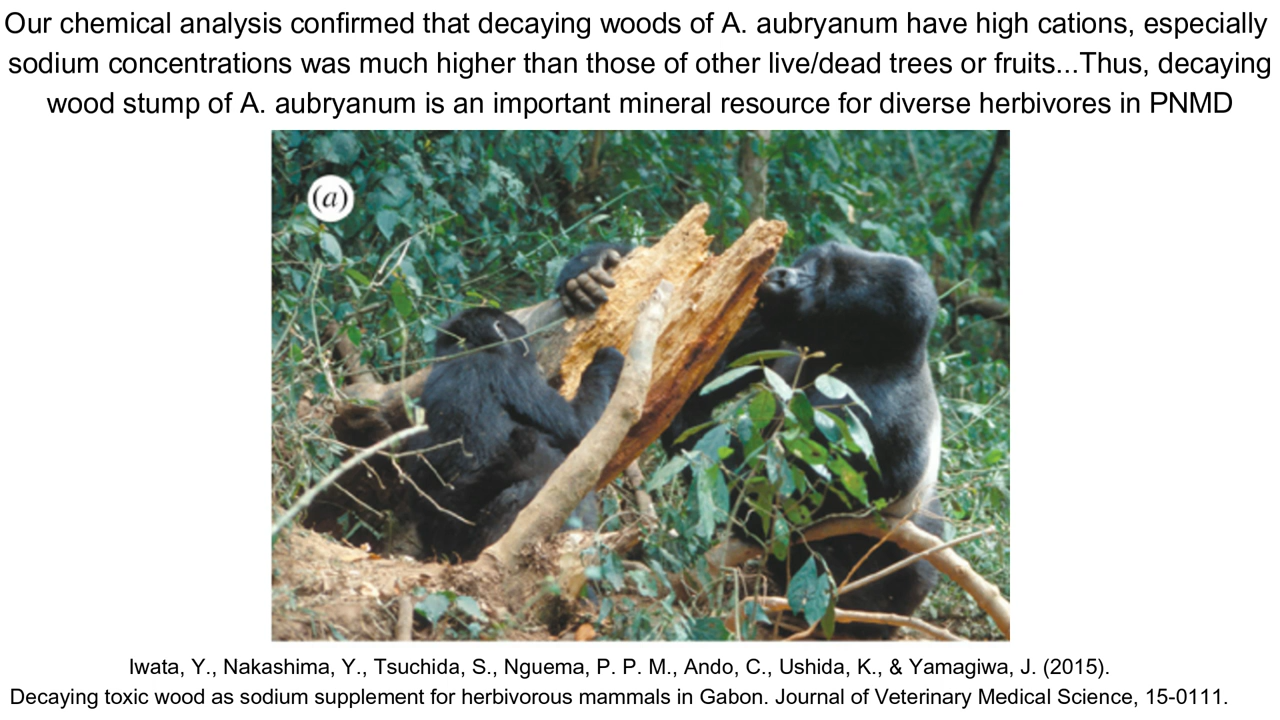 Our chemical analysis confirmed that decaying woods of A. aubryanum have high cations, especially
sodium concentrations was much higher than those of other live/dead trees or fruits...Thus, decaying
wood stump of A. aubryanum is an important mineral resource for diverse herbivores in PNMD
(a)
Iwata, Y., Nakashima, Y., Tsuchida, S., Nguema, P. P. M., Ando, C., Ushida, K., & Yamagiwa, J. (2015).
Decaying toxic wood as sodium supplement for herbivorous mammals in Gabon. Journal of Veterinary Medical Science, 15-0111.